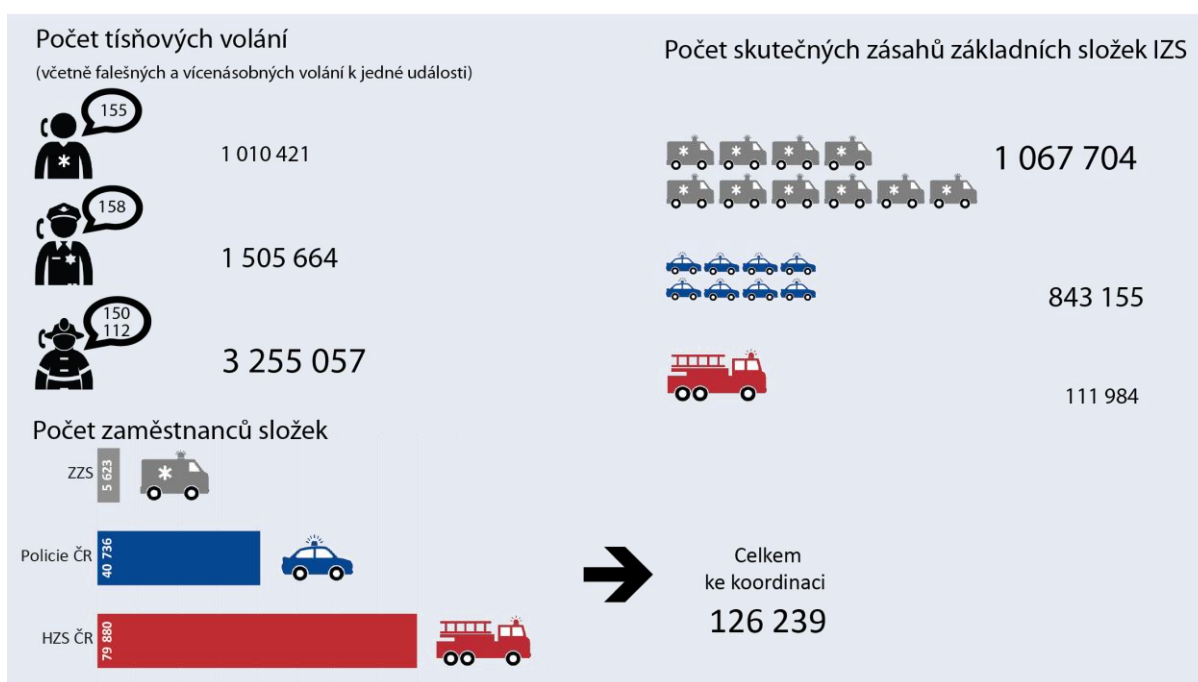 Počet tísňových volání
(včetně falešných a vícenásobných volání k jedné události)
155
1 010 421
158
1 505 664
150
112
3 255 057
Počet skutečných zásahů základních složek IZS
1 067 704
843 155
111 984
Počet zaměstnanců složek
ZZS
5 623
Policie ČR
40 736
HZS ČR
79 880
Celkem
ke koordinaci
126 239